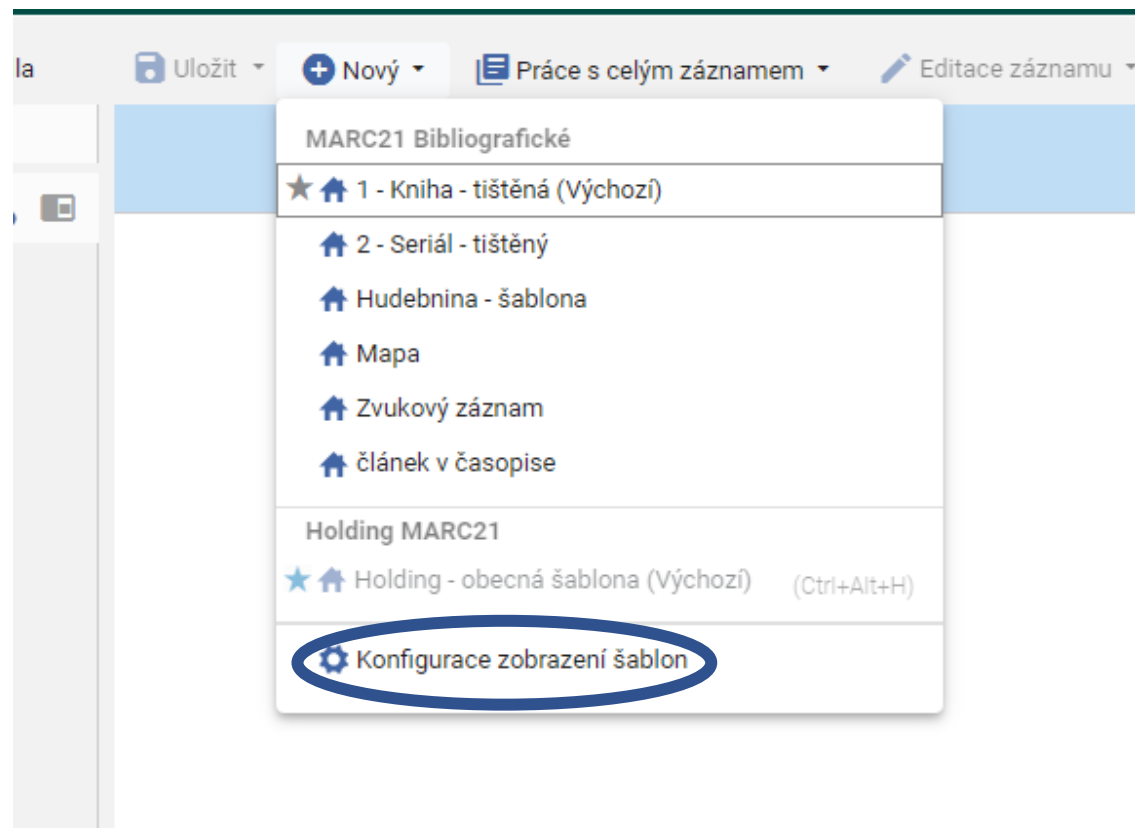 la Uložit Nový Práce s celým záznamem Editace záznamu
MARC21 Bibliografické
1 - Kniha - tištěná (Výchozí)
2 - Seriál - tištěný
Hudebnina - šablona
Mapa
Zvukový záznam
článek v časopise
Holding MARC21
Holding - obecná šablona (Výchozí) (Ctrl+Alt+H)
Konfigurace zobrazení šablon